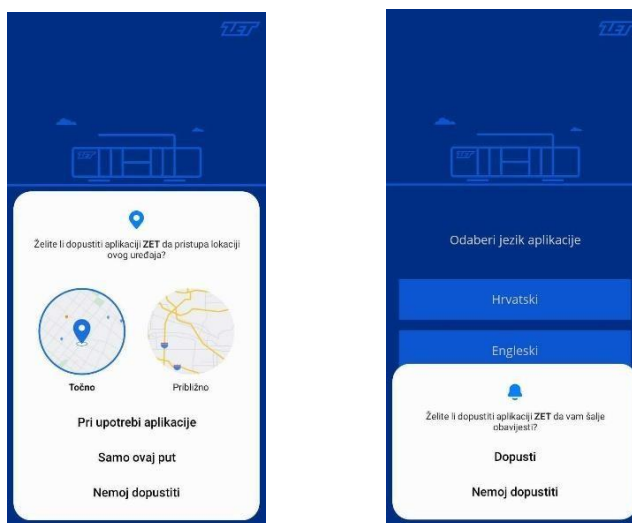 ZET
ZET
Želite li dopustiti aplikaciji ZET da pristupa lokaciji
ovog uređaja?
Točno
Približno
Pri upotrebi aplikacije
Samo ovaj put
Nemoj dopustiti
ZET
ZET
Odaberi jezik aplikacije
Hrvatski
Engleski
Želite li dopustiti aplikaciji ZET da vam šalje
obavijesti?
Dopusti
Nemoj dopustiti